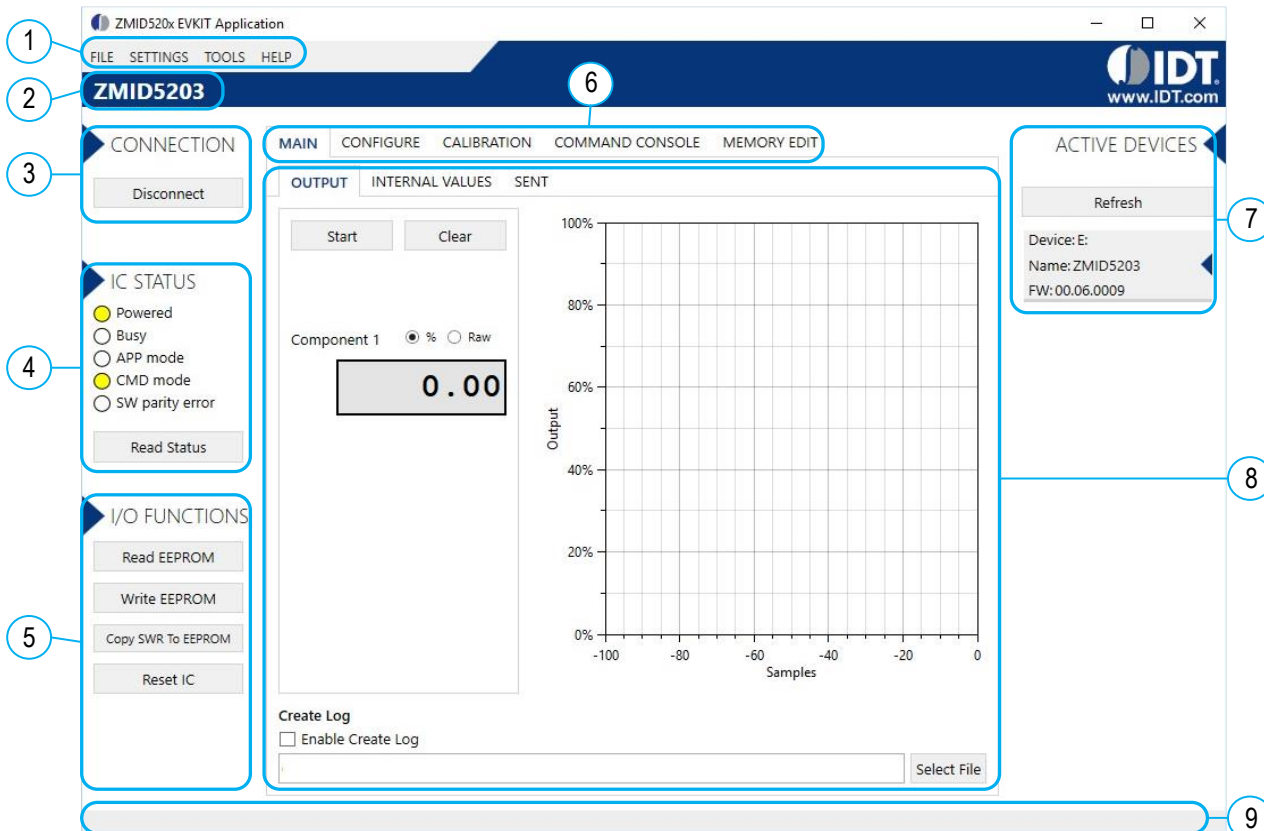 ZMID520x EVKIT Application
1
FILE SETTINGS TOOLS HELP
IDT.
www.IDT.com
2
ZMID5203
6
3
CONNECTION
Disconnect
MAIN CONFIGURE CALIBRATION COMMAND CONSOLE MEMORY EDIT
ACTIVE DEVICES
Refresh
7
Device: E:
Name: ZMID5203
FW: 00.06.0009
OUTPUT INTERNAL VALUES SENT
Start Clear
Component 1 % Raw
0.00
100%
80%
60%
40%
20%
0%
Output
-100 -80 -60 -40 -20 0
Samples
8
4
IC STATUS
Powered
Busy
APP mode
CMD mode
SW parity error
Read Status
5
I/O FUNCTIONS
Read EEPROM
Write EEPROM
Copy SWR To EEPROM
Reset IC
Create Log
Enable Create Log
Select File
9